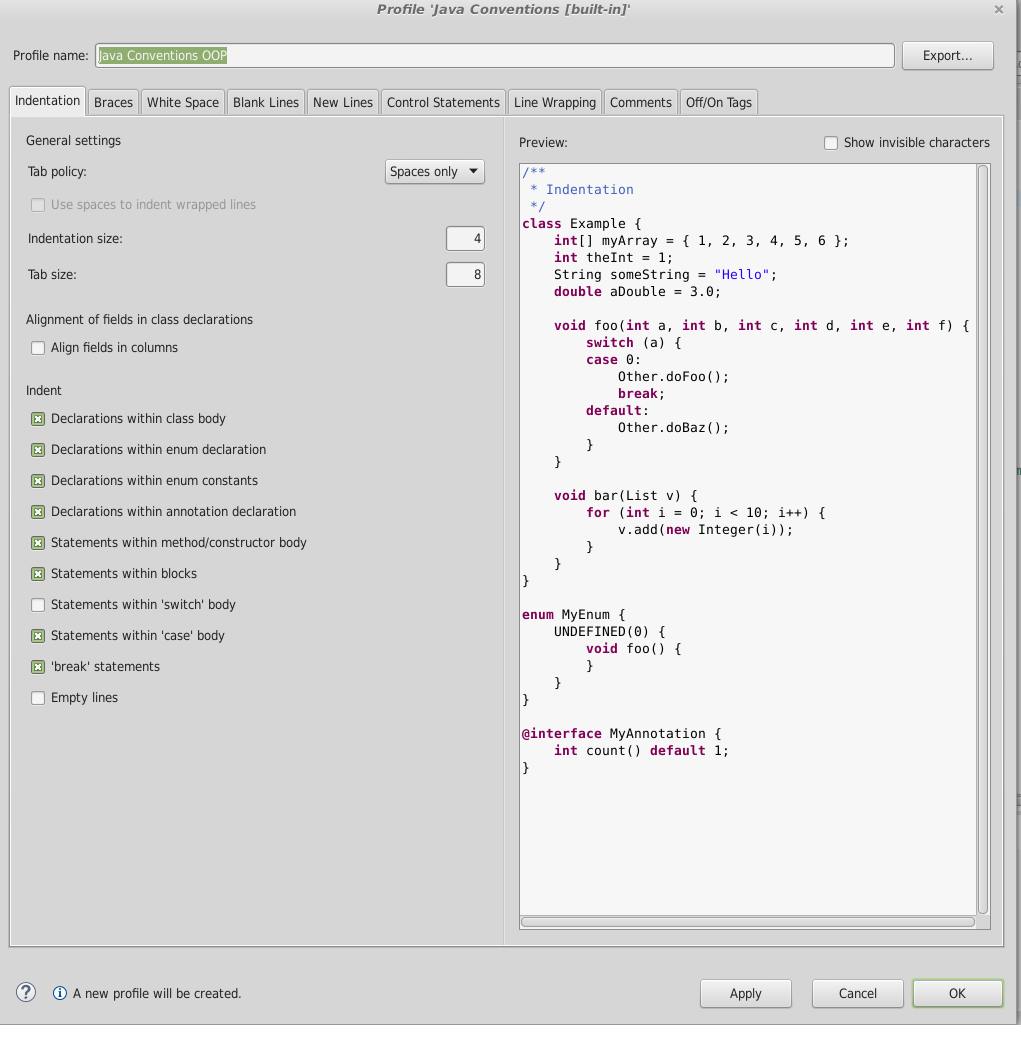 Profile 'Java Conventions [built-in]'
Profile name: Java Conventions OOP Export...
Indentation Braces White Space Blank Lines New Lines Control Statements Line Wrapping Comments Off/On Tags
General settings
Tab policy: Spaces only
Use spaces to indent wrapped lines
Indentation size: 4
Tab size: 8
Alignment of fields in class declarations
Align fields in columns
Indent
Declarations within class body
Declarations within enum declaration
Declarations within enum constants
Declarations within annotation declaration
Statements within method/constructor body
Statements within blocks
Statements within 'switch' body
Statements within 'case' body
'break' statements
Empty lines
Preview: Show invisible characters
/**
 * Indentation
 */
class Example {
    int[] myArray = { 1, 2, 3, 4, 5, 6 };
    int theInt = 1;
    String someString = "Hello";
    double aDouble = 3.0;

    void foo(int a, int b, int c, int d, int e, int f) {
        switch (a) {
        case 0:
            Other.doFoo();
            break;
        default:
            Other.doBaz();
        }
    }

    void bar(List v) {
        for (int i = 0; i < 10; i++) {
            v.add(new Integer(i));
        }
    }
}

enum MyEnum {
    UNDEFINED(0) {
        void foo() {
        }
    }
}

@interface MyAnnotation {
    int count() default 1;
}
? i A new profile will be created. Apply Cancel OK